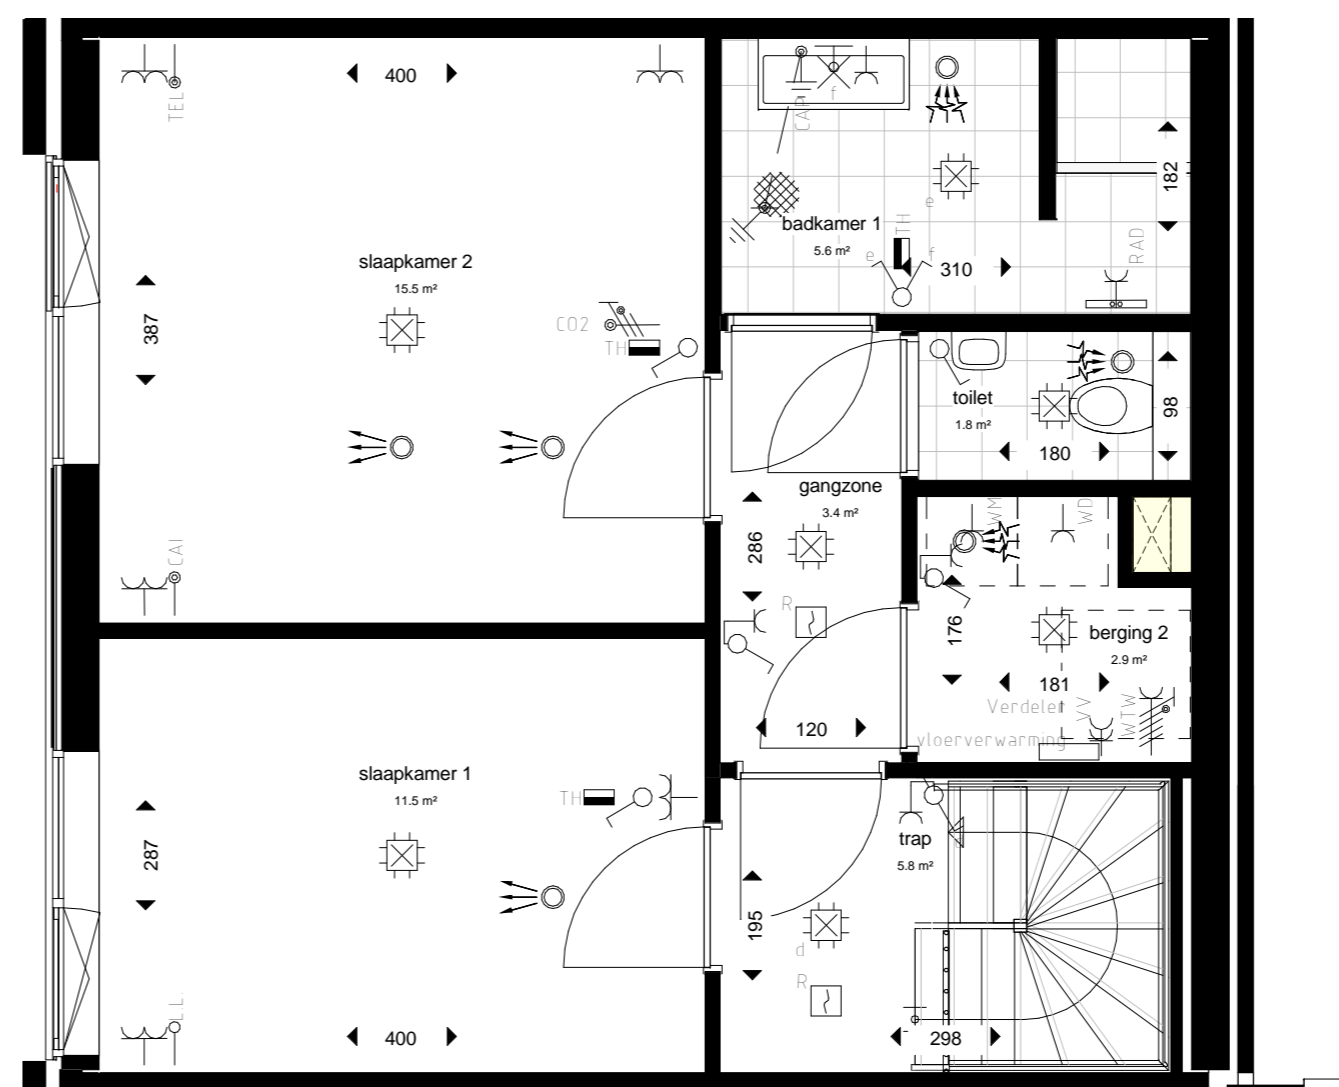 400
TEL
CAP
f
182
e
badkamer 1
5.6 m²
TH
e
f
310
RAD
slaapkamer 2
15.5 m²
387
CO2
TH
toilet
1.8 m²
98
180
gangzone
3.4 m²
286
WM
WD
CAI
R
176
berging 2
2.9 m²
181
Verdeler
VV
WTW
vloerverwarming
120
slaapkamer 1
11.5 m²
TH
trap
5.8 m²
287
195
d
R
LL.
400
298